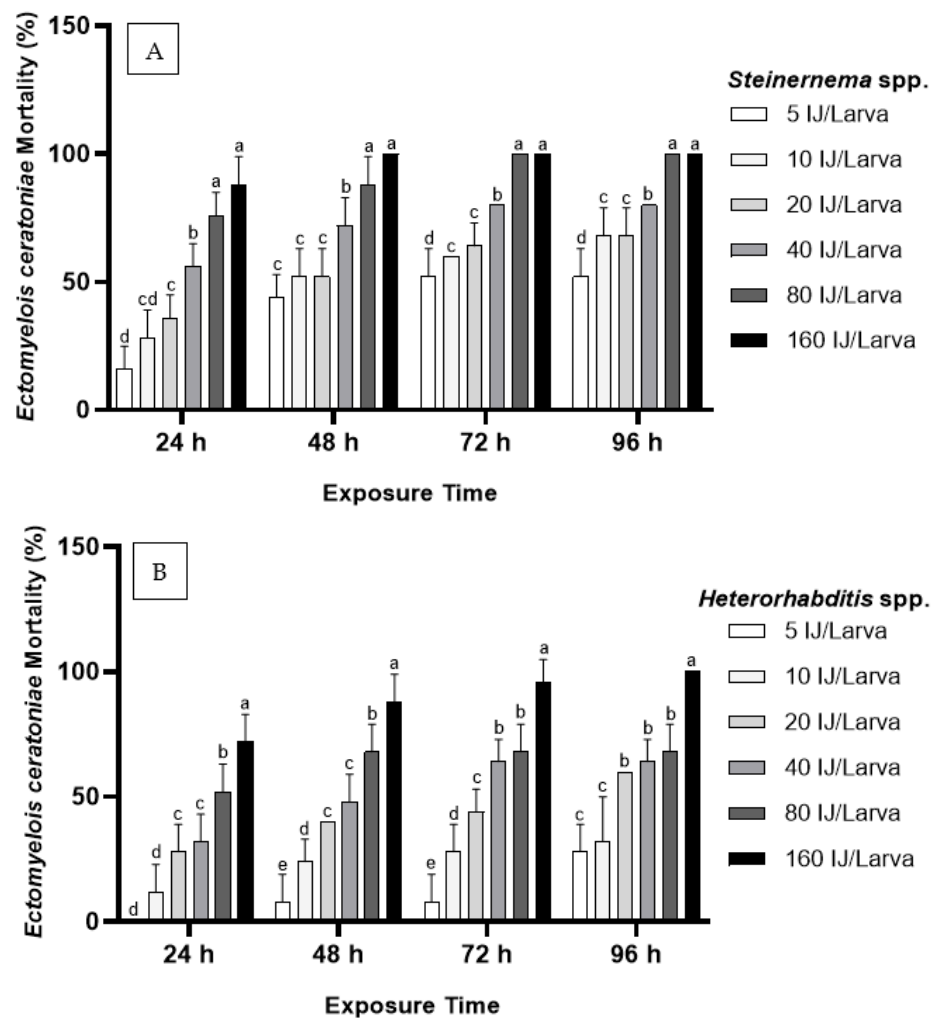 150
A
100
50
0
Ectomyelois ceratoniae Mortality (%)
d cd c b a a
c c c b a a
d c c b a a
d c c b a a
24 h 48 h 72 h 96 h
Exposure Time
Steinernema spp.
5 IJ/Larva
10 IJ/Larva
20 IJ/Larva
40 IJ/Larva
80 IJ/Larva
160 IJ/Larva
150
B
100
50
0
Ectomyelois ceratoniae Mortality (%)
d d c c b a
e d c c b a
e d c b b a
c c b b b a
24 h 48 h 72 h 96 h
Exposure Time
Heterorhabditis spp.
5 IJ/Larva
10 IJ/Larva
20 IJ/Larva
40 IJ/Larva
80 IJ/Larva
160 IJ/Larva